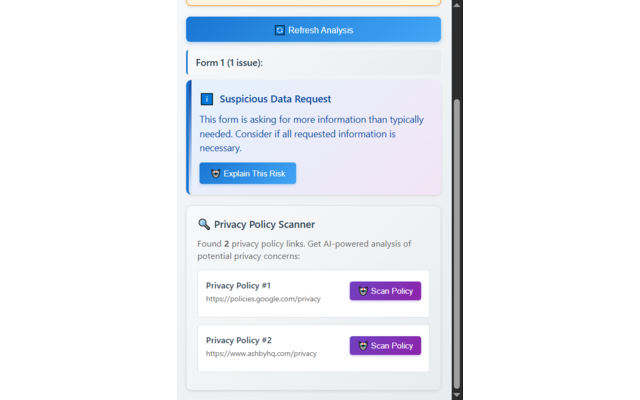 Refresh Analysis
Form 1 (1 issue):
Suspicious Data Request
This form is asking for more information than typically
needed. Consider if all requested information is
necessary.
Explain This Risk
Privacy Policy Scanner
Found 2 privacy policy links. Get AI-powered analysis of
potential privacy concerns:
Privacy Policy #1
https://policies.google.com/privacy
Scan Policy
Privacy Policy #2
https://www.ashbyhq.com/privacy
Scan Policy